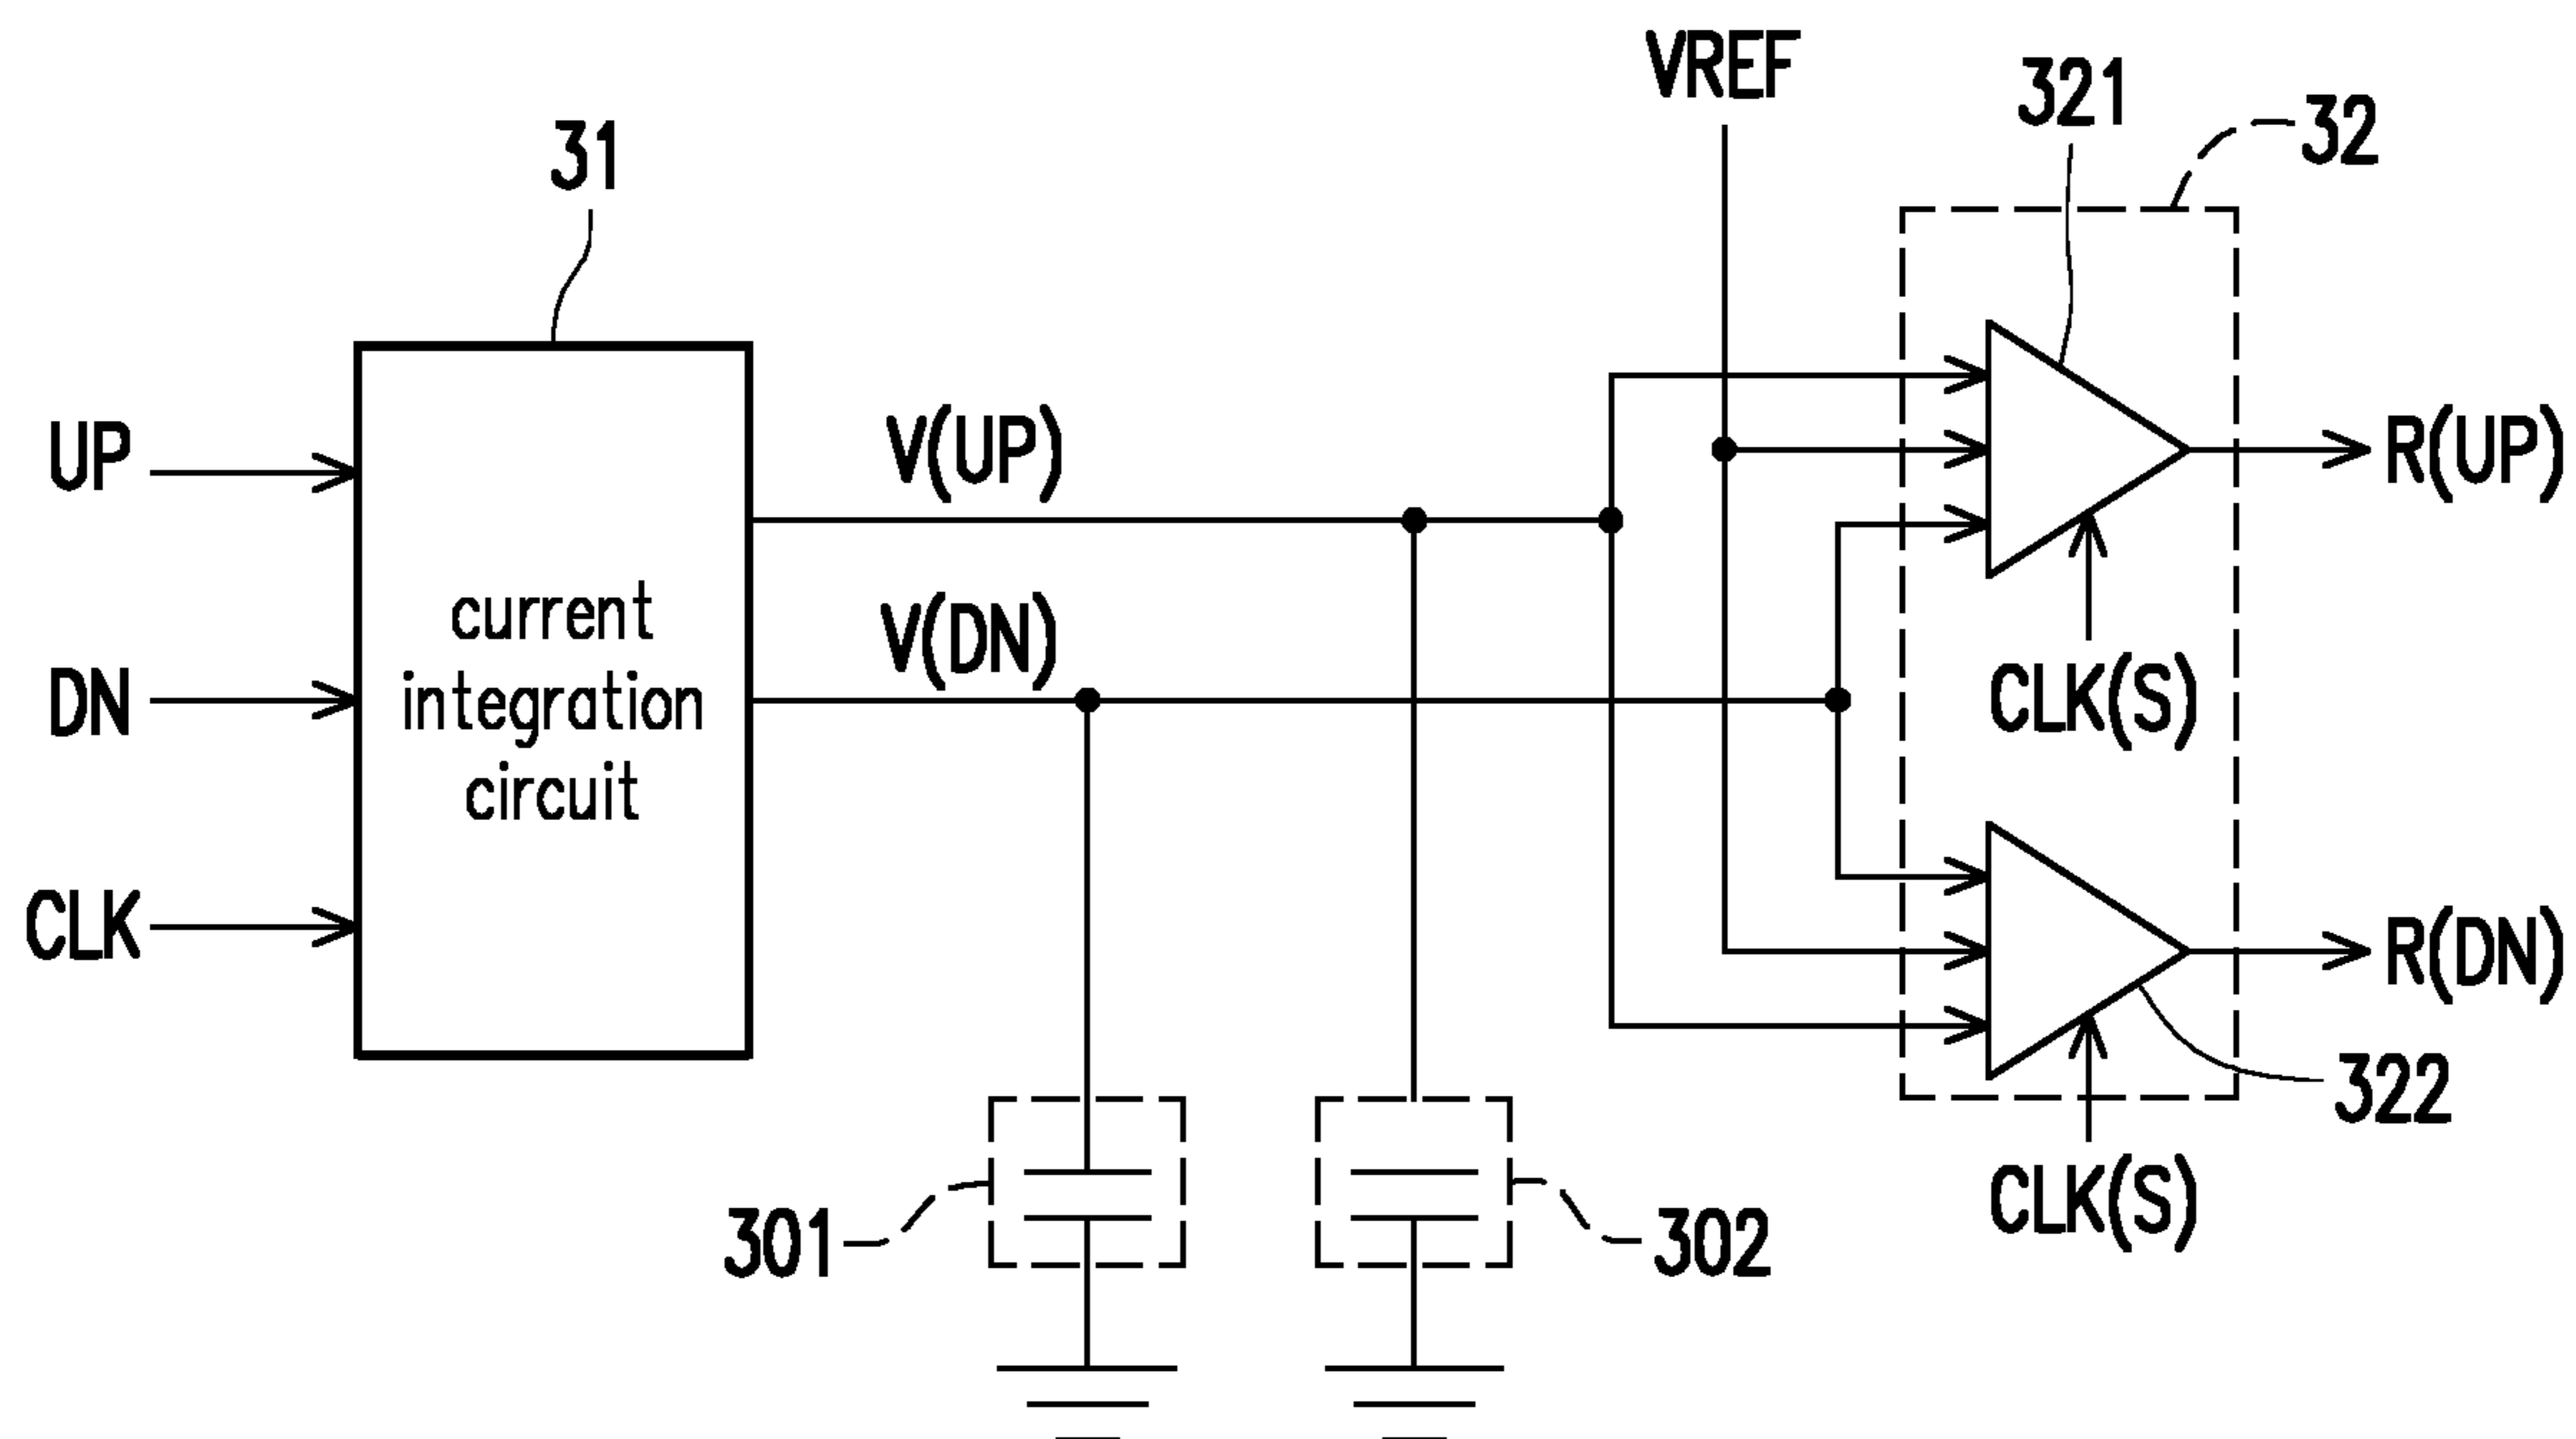 VREF
321
32
31
UP
V(UP)
R(UP)
current
integration
circuit
DN
V(DN)
CLK(S)
CLK
R(DN)
322
301
302
CLK(S)